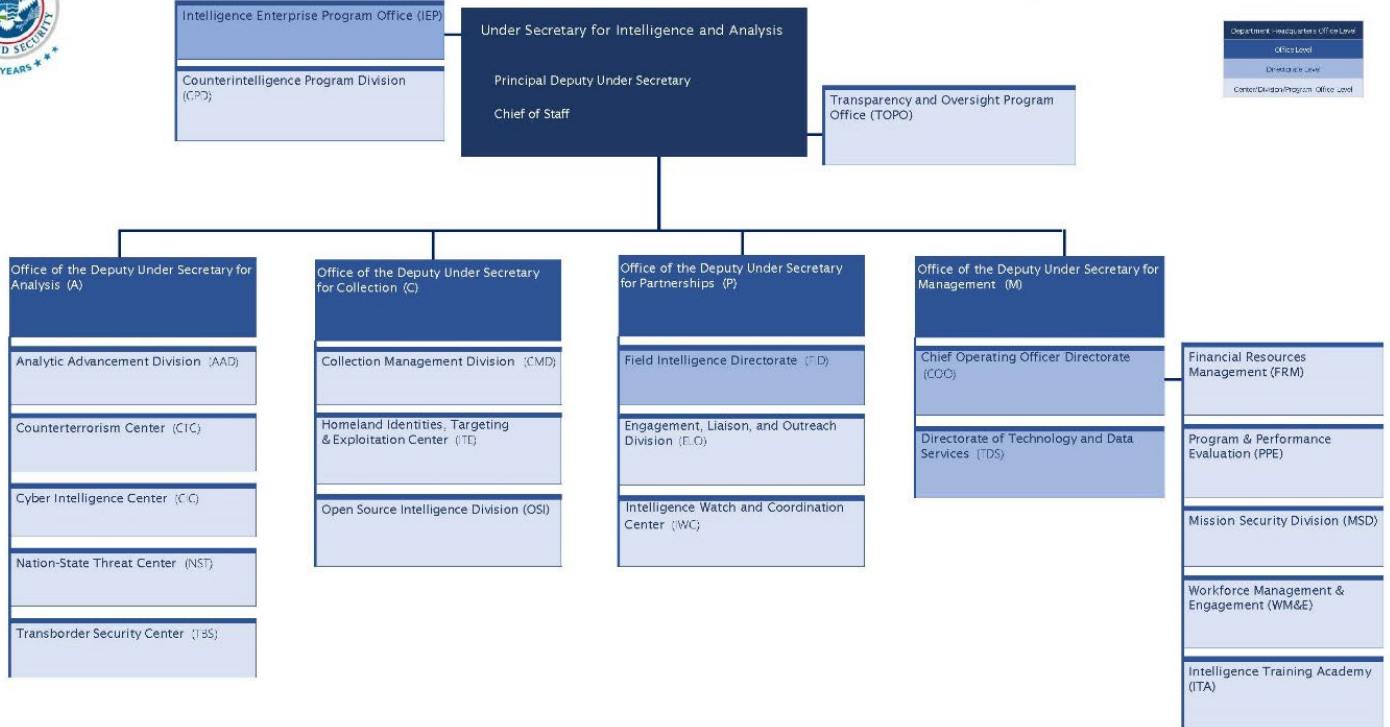 D SECURITY
YEARS
Intelligence Enterprise Program Office (IEP)
Counterintelligence Program Division
(CPD)
Under Secretary for Intelligence and Analysis
Principal Deputy Under Secretary
Chief of Staff
Transparency and Oversight Program
Office (TOPO)
Department Headquarters Office Level
Office Level
Directorate Level
Center/Division/Program Office Level
Office of the Deputy Under Secretary for
Analysis (A)
Analytic Advancement Division (AAD)
Counterterrorism Center (CTC)
Cyber Intelligence Center (CIC)
Nation-State Threat Center (NST)
Transborder Security Center (TBS)
Office of the Deputy Under Secretary
for Collection (C)
Collection Management Division (CMD)
Homeland Identities, Targeting
& Exploitation Center (ITE)
Open Source Intelligence Division (OSI)
Office of the Deputy Under Secretary
for Partnerships (P)
Field Intelligence Directorate (FID)
Engagement, Liaison, and Outreach
Division (ELO)
Intelligence Watch and Coordination
Center (IWC)
Office of the Deputy Under Secretary for
Management (M)
Chief Operating Officer Directorate
(COO)
Directorate of Technology and Data
Services (TDS)
Financial Resources
Management (FRM)
Program & Performance
Evaluation (PPE)
Mission Security Division (MSD)
Workforce Management &
Engagement (WM&E)
Intelligence Training Academy
(ITA)